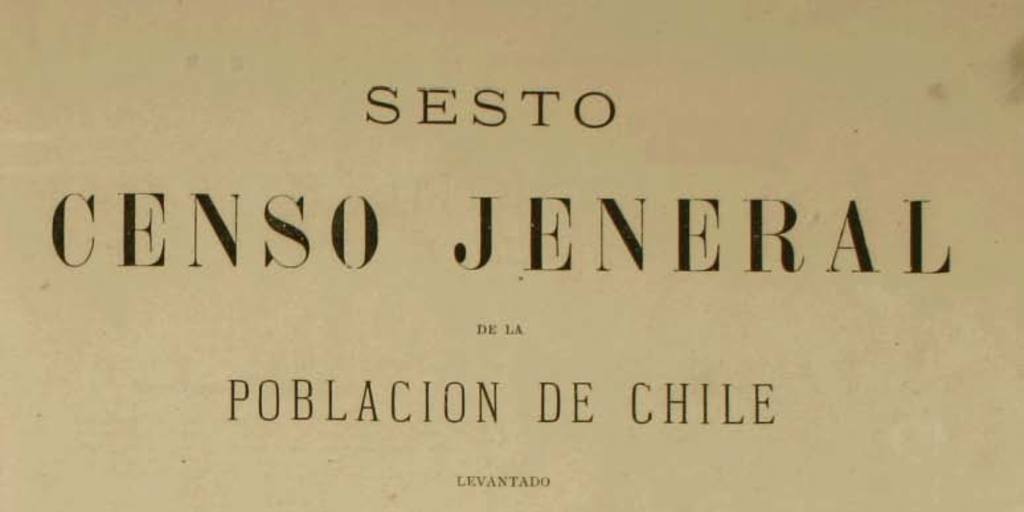 SESTO
CENSO JENERAL
DE LA
POBLACION DE CHILE
LEVANTADO